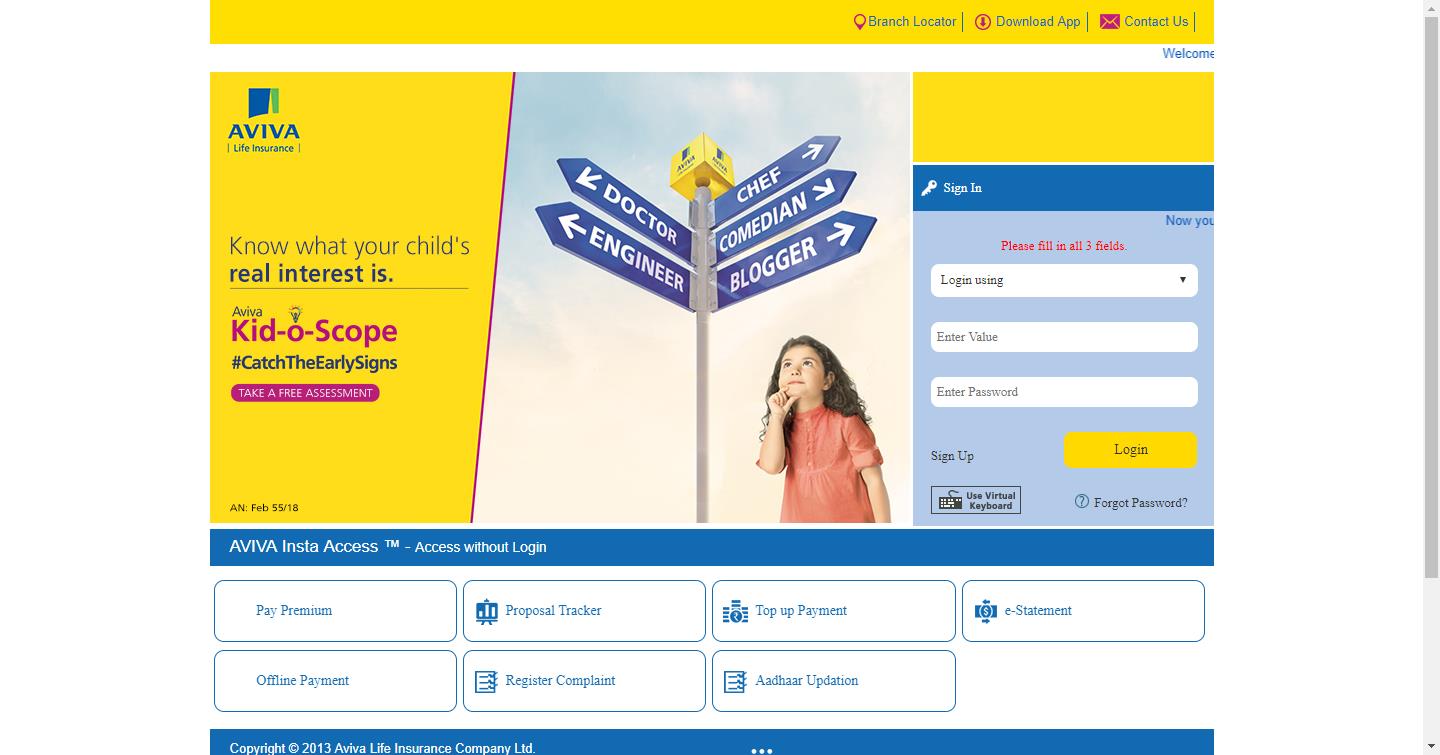 Branch Locator
Download App
Contact Us
Welcome
AVIVA
Life Insurance
Know what your child's
real interest is.
Aviva
Kid-o-Scope
#CatchTheEarlySigns
TAKE A FREE ASSESSMENT
AN: Feb 55/18
AVIVA
AVIVA
DOCTOR
ENGINEER
CHEF
COMEDIAN
BLOGGER
Sign In
Now you
Please fill in all 3 fields.
Login using
Enter Value
Enter Password
Sign Up
Login
Use Virtual
Keyboard
Forgot Password?
AVIVA Insta Access ™ - Access without Login
Pay Premium
Proposal Tracker
Top up Payment
e-Statement
Offline Payment
Register Complaint
Aadhaar Updation
Copyright © 2013 Aviva Life Insurance Company Ltd.